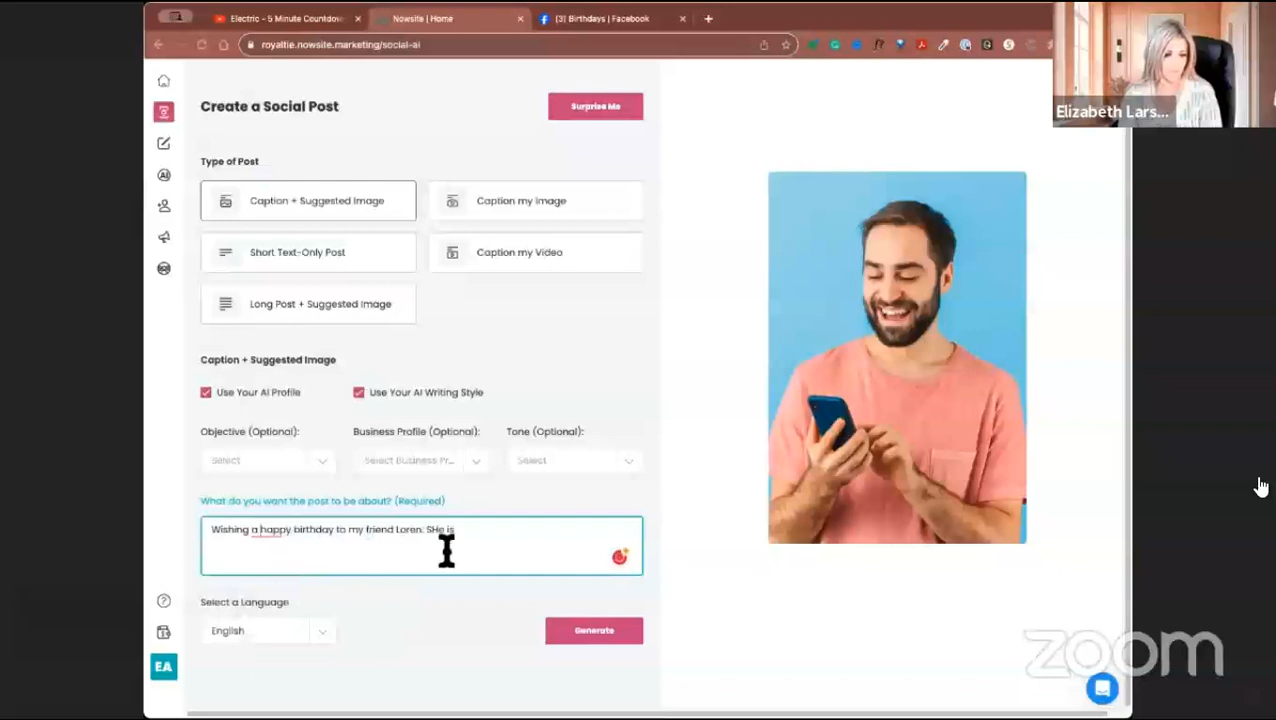 Electric - 5 Minute Countdow
Nowsite | Home
(3) Birthdays | Facebook
royaltie.nowsite.marketing/social-ai
Elizabeth Lars...
Create a Social Post
Surprise Me
Type of Post
Caption + Suggested Image
Caption my Image
Short Text-Only Post
Caption my Video
Long Post + Suggested Image
Caption + Suggested Image
Use Your AI Profile
Use Your AI Writing Style
Objective (Optional):
Business Profile (Optional):
Tone (Optional):
Select
Select Business Pr...
Select
What do you want the post to be about? (Required)
Wishing a happy birthday to my friend Loren. SHe is
Select a Language
English
Generate
EA
zoom